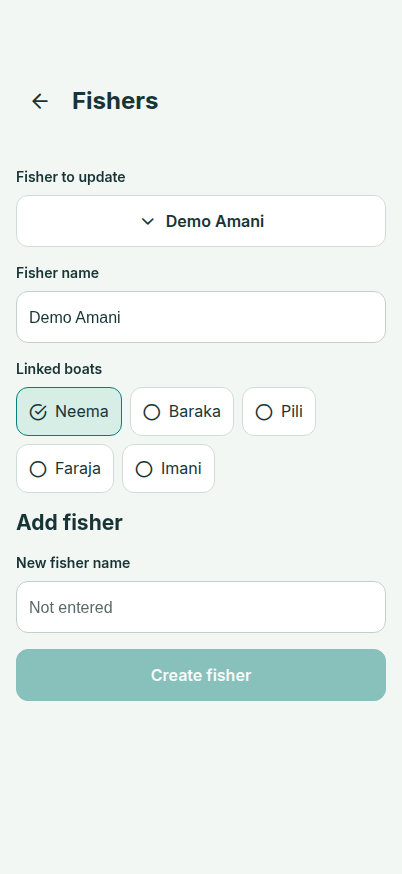 Fishers
Fisher to update
Demo Amani
Fisher name
Demo Amani
Linked boats
Neema Baraka Pili
Faraja Imani
Add fisher
New fisher name
Not entered
Create fisher